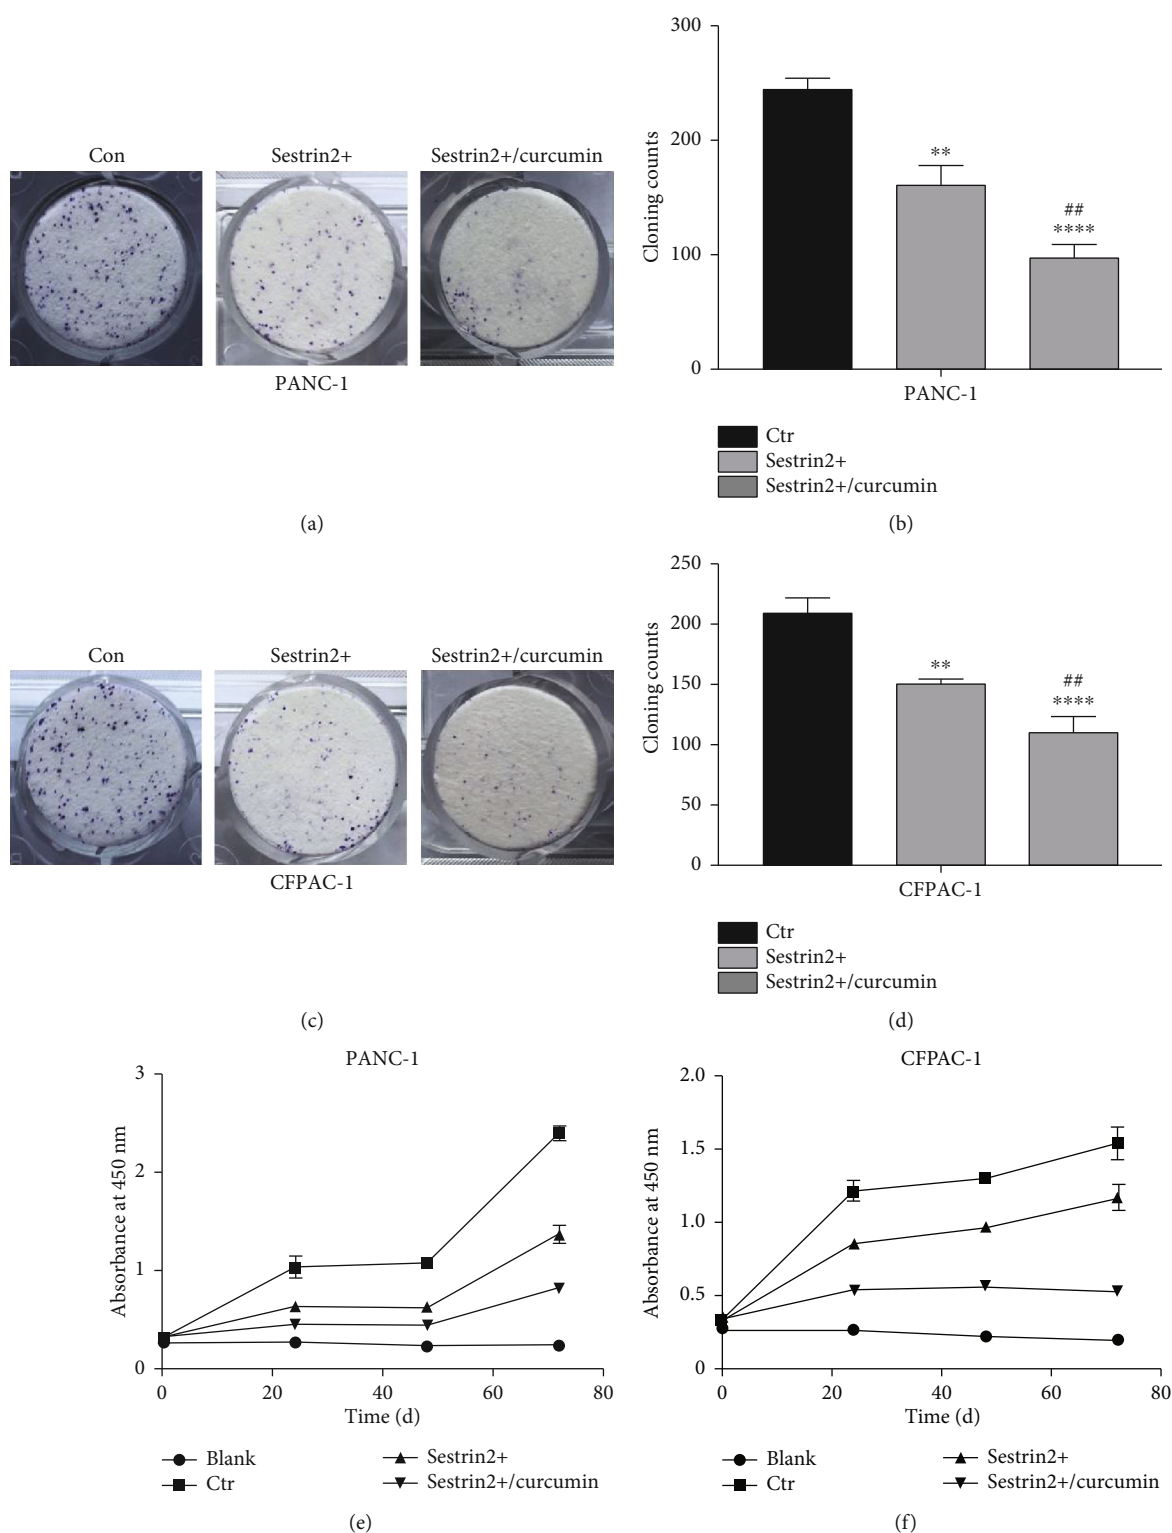 Con Sestrin2+ Sestrin2+/curcumin
PANC-1
(a)
300
200
100
0
Cloning counts
**
##
****
PANC-1
Ctr
Sestrin2+
Sestrin2+/curcumin
(b)
Con Sestrin2+ Sestrin2+/curcumin
CFPAC-1
(c)
250
200
150
100
50
0
Cloning counts
**
##
****
CFPAC-1
Ctr
Sestrin2+
Sestrin2+/curcumin
(d)
PANC-1
3
2
1
0
Absorbance at 450 nm
0 20 40 60 80
Time (d)
Blank Sestrin2+
Ctr Sestrin2+/curcumin
(e)
CFPAC-1
2.0
1.5
1.0
0.5
0
Absorbance at 450 nm
0 20 40 60 80
Time (d)
Blank Sestrin2+
Ctr Sestrin2+/curcumin
(f)